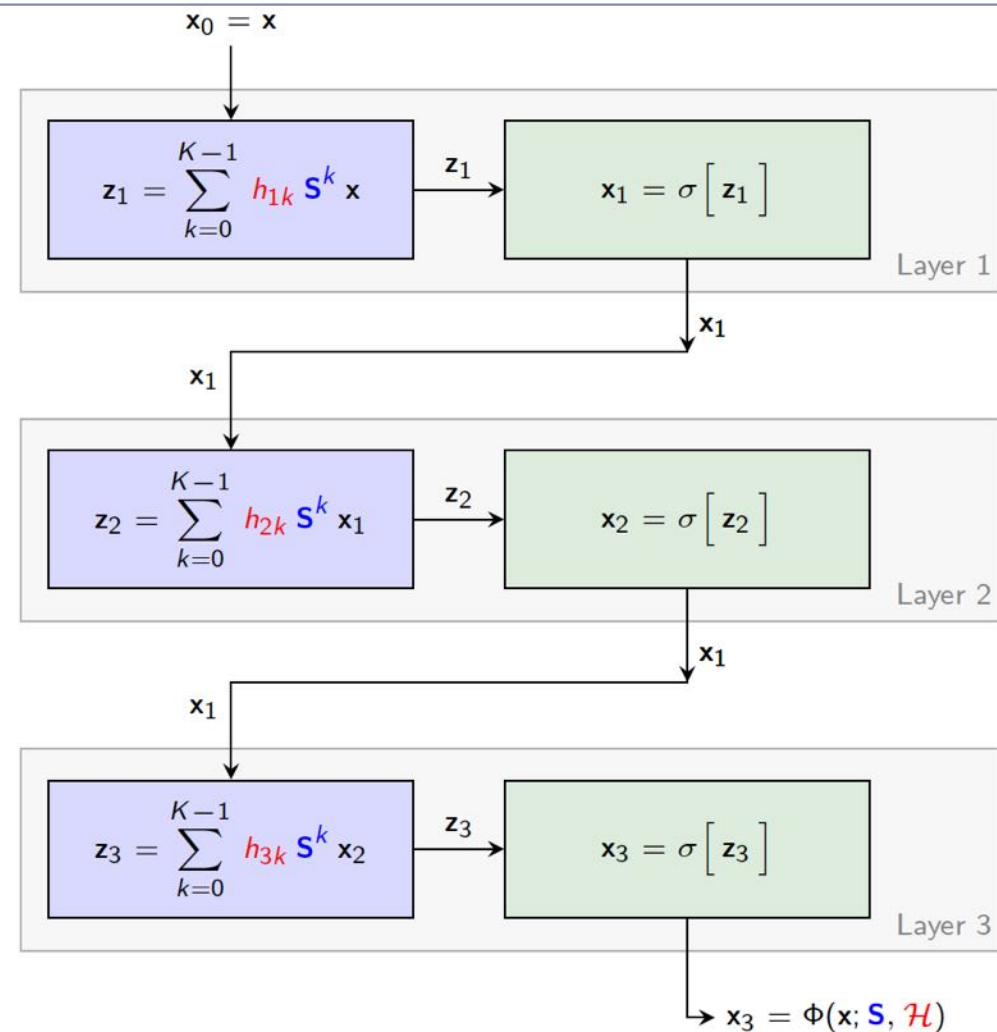 x₀ = x
z₁ = ∑_{k=0}^{K−1} h₁ₖ Sᵏ x
z₁
x₁ = σ[ z₁ ]
Layer 1
x₁
x₁
z₂ = ∑_{k=0}^{K−1} h₂ₖ Sᵏ x₁
z₂
x₂ = σ[ z₂ ]
Layer 2
x₁
x₁
z₃ = ∑_{k=0}^{K−1} h₃ₖ Sᵏ x₂
z₃
x₃ = σ[ z₃ ]
Layer 3
x₃ = Φ(x; S, ℋ)